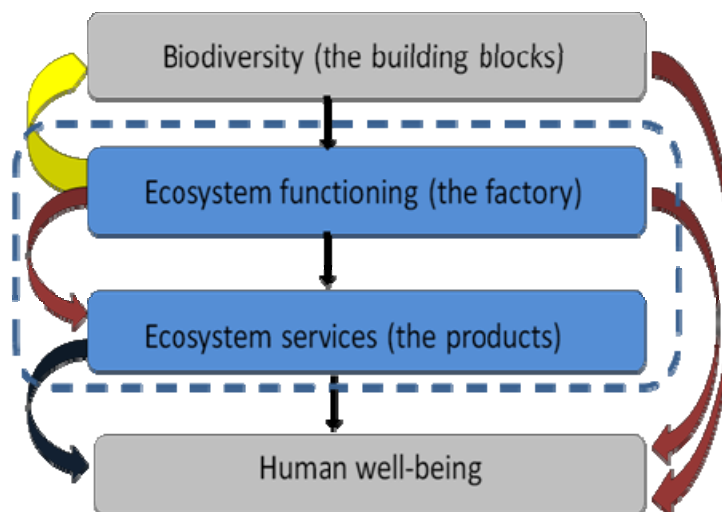 Biodiversity (the building blocks)
Ecosystem functioning (the factory)
Ecosystem services (the products)
Human well-being